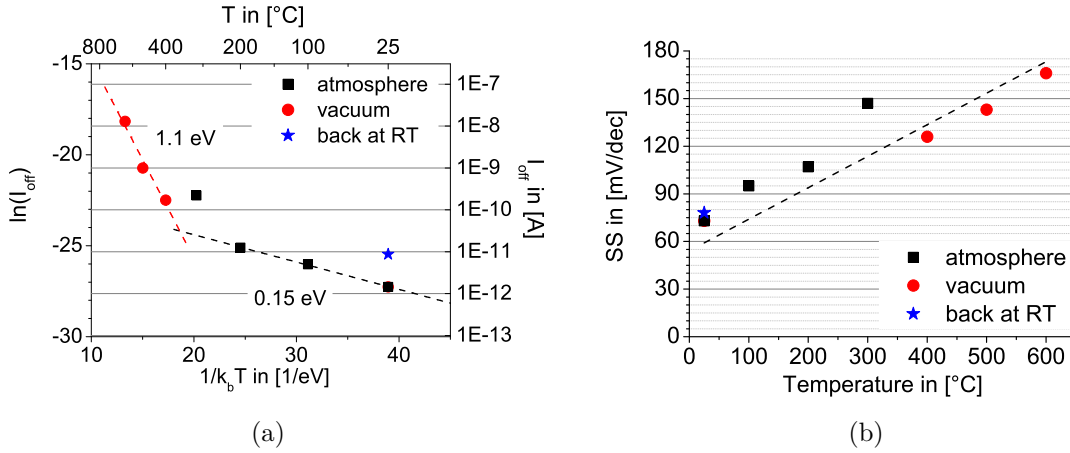 T in [°C]
800 600 400 200 100 25
-15
-20
-25
-30
ln(I_off)
atmosphere
vacuum
back at RT
1.1 eV
0.15 eV
1E-7
1E-8
1E-9
1E-10
1E-11
1E-12
1E-13
I_off in [A]
10 20 30 40
1/k_bT in [1/eV]
(a)
180
150
120
90
60
30
0
SS in [mV/dec]
atmosphere
vacuum
back at RT
0 100 200 300 400 500 600
Temperature in [°C]
(b)